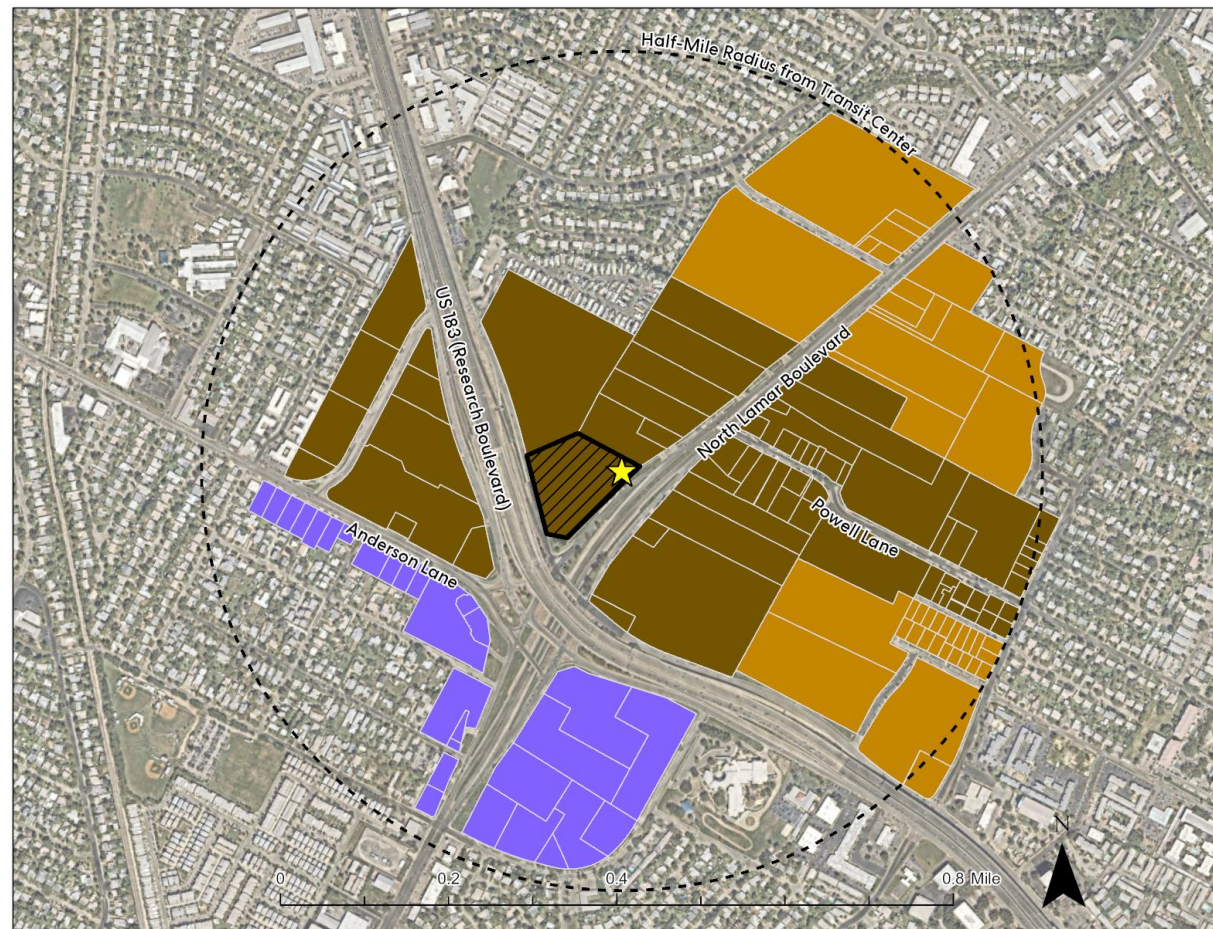 Half-Mile Radius from Transit Center
US 183 (Research Boulevard)
North Lamar Boulevard
Powell Lane
Anderson Lane
N
0 0.2 0.4 0.8 Mile